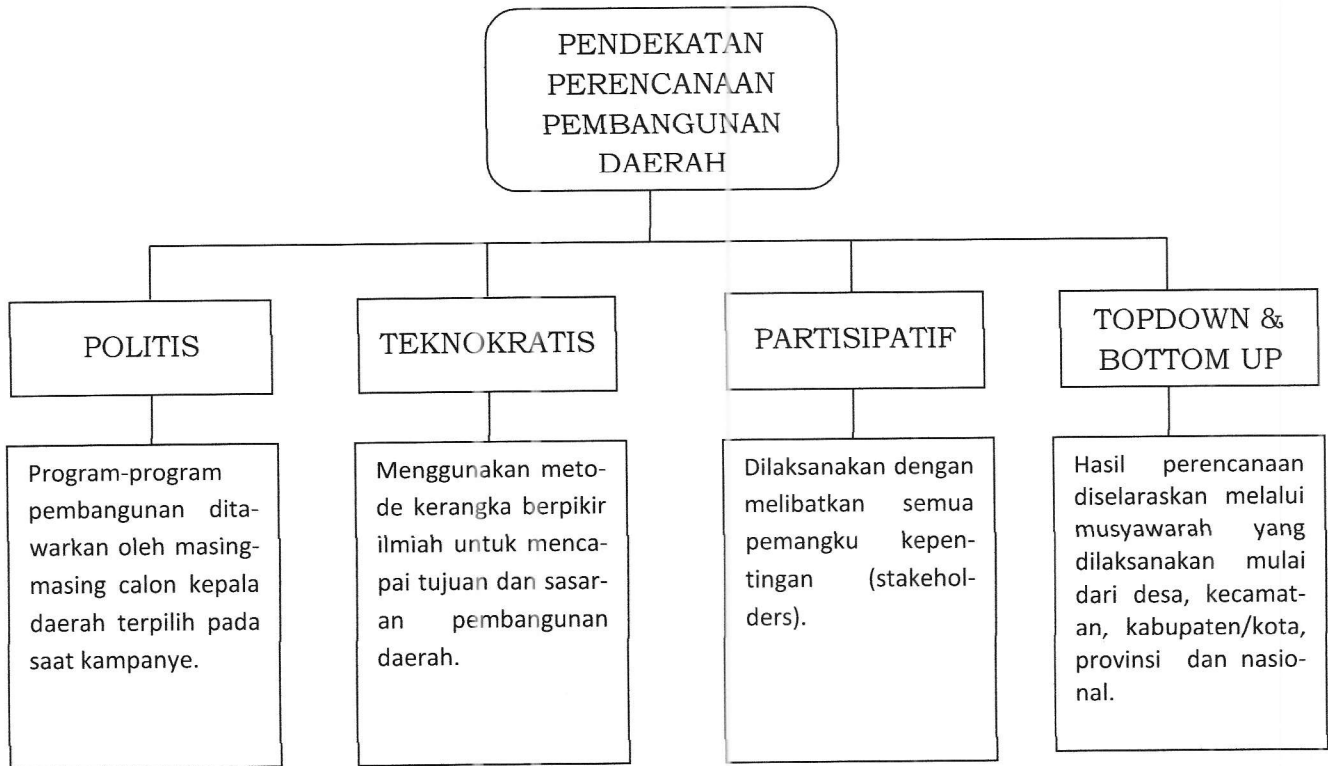 PENDEKATAN
PERENCANAAN
PEMBANGUNAN
DAERAH
POLITIS
TEKNOKRATIS
PARTISIPATIF
TOPDOWN &
BOTTOM UP
Program-program
pembangunan dita-
warkan oleh masing-
masing calon kepala
daerah terpilih pada
saat kampanye.
Menggunakan meto-
de kerangka berpikir
ilmiah untuk menca-
pai tujuan dan sasar-
an pembangunan
daerah.
Dilaksanakan dengan
melibatkan semua
pemangku kepen-
tingan (stakehol-
ders).
Hasil perencanaan
diselaraskan melalui
musyawarah yang
dilaksanakan mulai
dari desa, kecamat-
an, kabupaten/kota,
provinsi dan nasio-
nal.